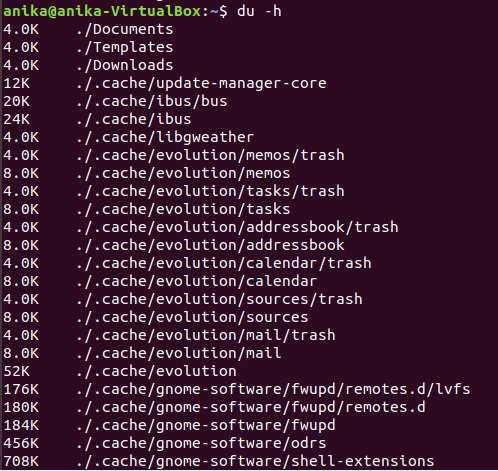 anika@anika-VirtualBox:~$ du -h
4.0K ./Documents
4.0K ./Templates
4.0K ./Downloads
12K ./.cache/update-manager-core
20K ./.cache/ibus/bus
24K ./.cache/ibus
4.0K ./.cache/libgweather
4.0K ./.cache/evolution/memos/trash
8.0K ./.cache/evolution/memos
4.0K ./.cache/evolution/tasks/trash
8.0K ./.cache/evolution/tasks
4.0K ./.cache/evolution/addressbook/trash
8.0K ./.cache/evolution/addressbook
4.0K ./.cache/evolution/calendar/trash
8.0K ./.cache/evolution/calendar
4.0K ./.cache/evolution/sources/trash
8.0K ./.cache/evolution/sources
4.0K ./.cache/evolution/mail/trash
8.0K ./.cache/evolution/mail
52K ./.cache/evolution
176K ./.cache/gnome-software/fwupd/remotes.d/lvfs
180K ./.cache/gnome-software/fwupd/remotes.d
184K ./.cache/gnome-software/fwupd
456K ./.cache/gnome-software/odrs
708K ./.cache/gnome-software/shell-extensions